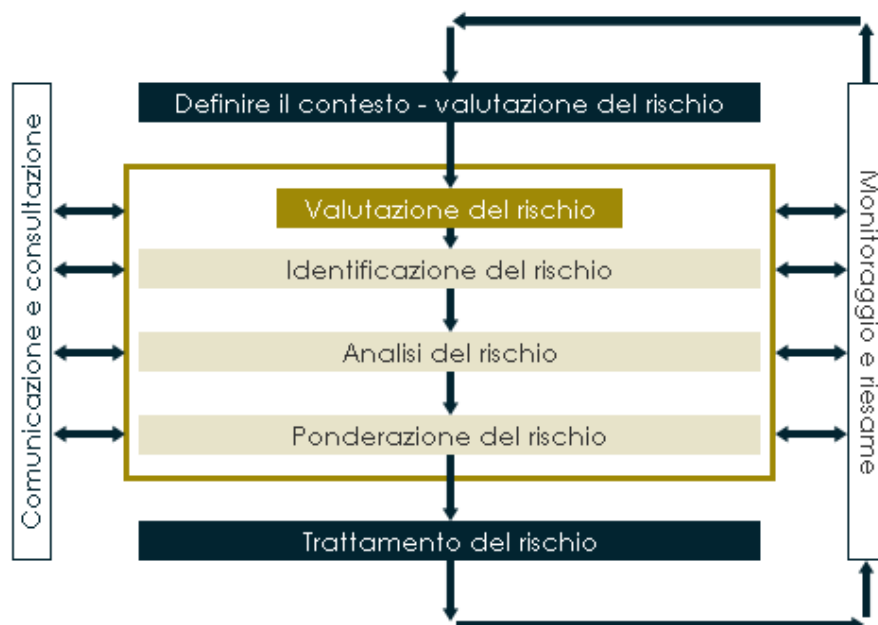 Definire il contesto - valutazione del rischio
Comunicazione e consultazione
Valutazione del rischio
Identificazione del rischio
Analisi del rischio
Ponderazione del rischio
Monitoraggio e riesame
Trattamento del rischio